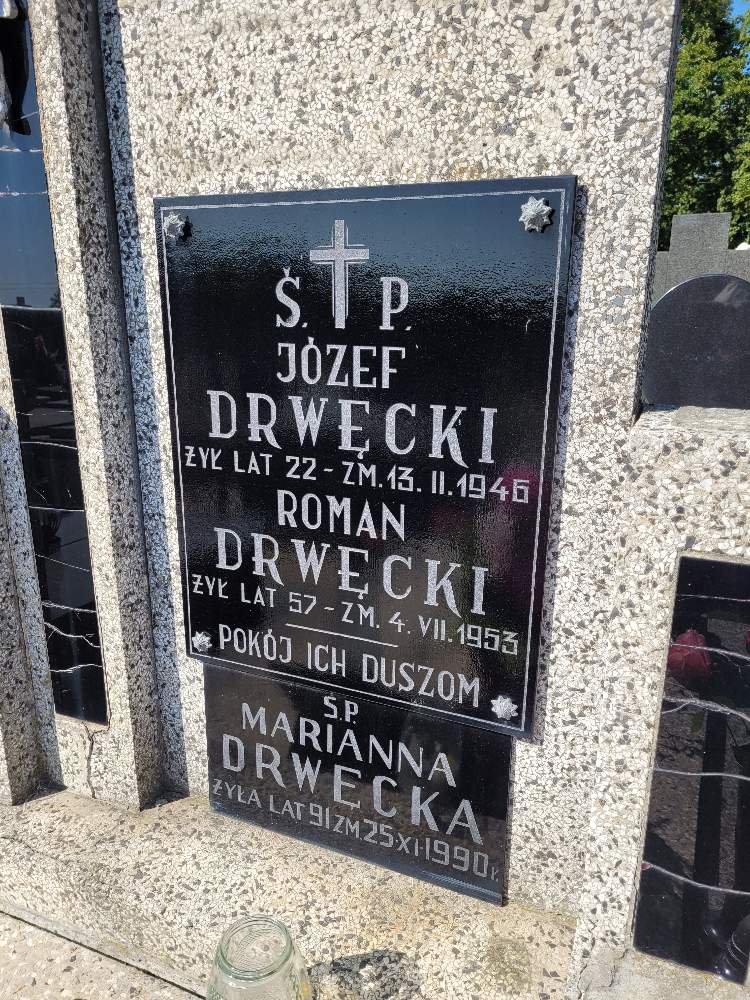 Ś. P.
JÓZEF
DRWĘCKI
ŻYŁ LAT 22 - ZM. 13. II. 1946
ROMAN
DRWĘCKI
ŻYŁ LAT 57 - ZM. 4. VII. 1953
POKÓJ ICH DUSZOM
Ś.P.
MARIANNA
DRWĘCKA
ŻYŁA LAT 91 ZM 25·XI·1990 r.